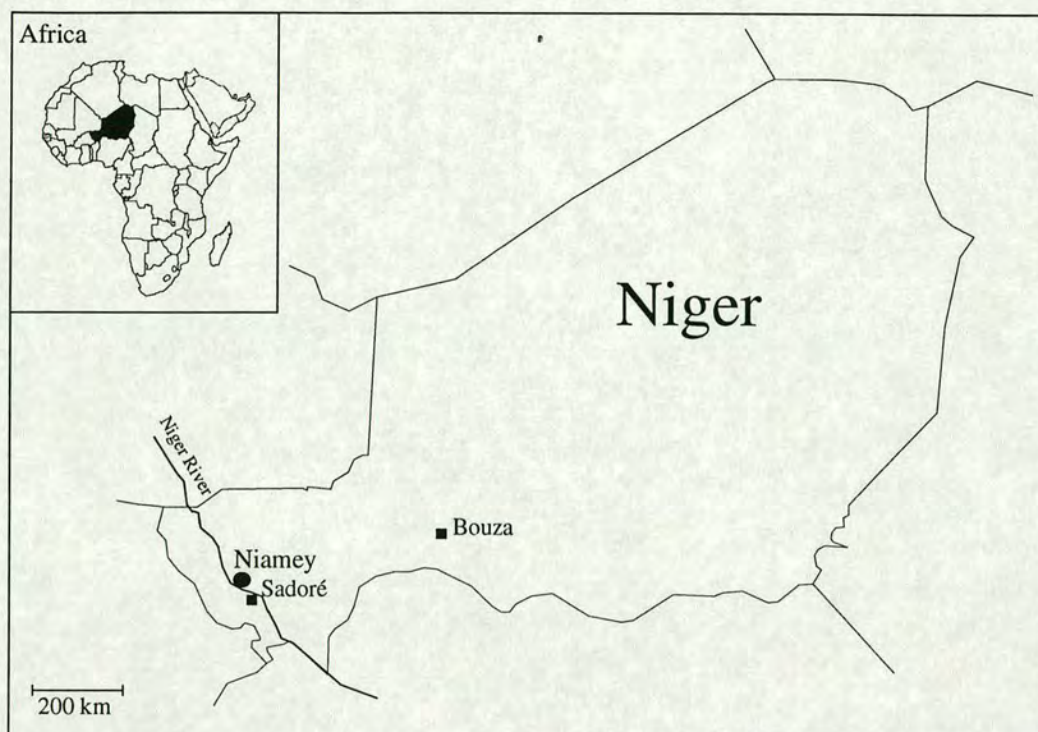 Africa
Niger
Niger River
Bouza
Niamey
Sadoré
200 km